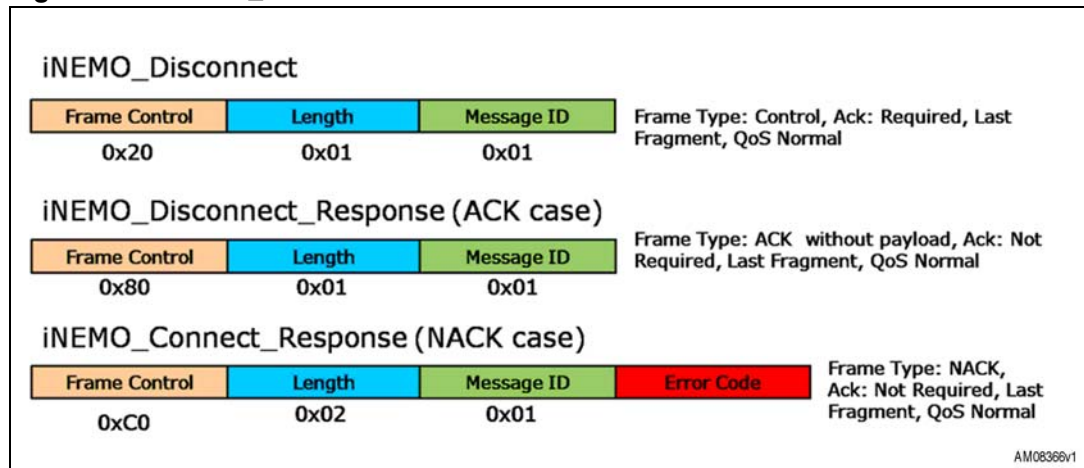 iNEMO_Disconnect
Frame Control Length Message ID
0x20 0x01 0x01
Frame Type: Control, Ack: Required, Last
Fragment, QoS Normal
iNEMO_Disconnect_Response (ACK case)
Frame Control Length Message ID
0x80 0x01 0x01
Frame Type: ACK without payload, Ack: Not
Required, Last Fragment, QoS Normal
iNEMO_Connect_Response (NACK case)
Frame Control Length Message ID Error Code
0xC0 0x02 0x01
Frame Type: NACK,
Ack: Not Required, Last
Fragment, QoS Normal
AM08366v1